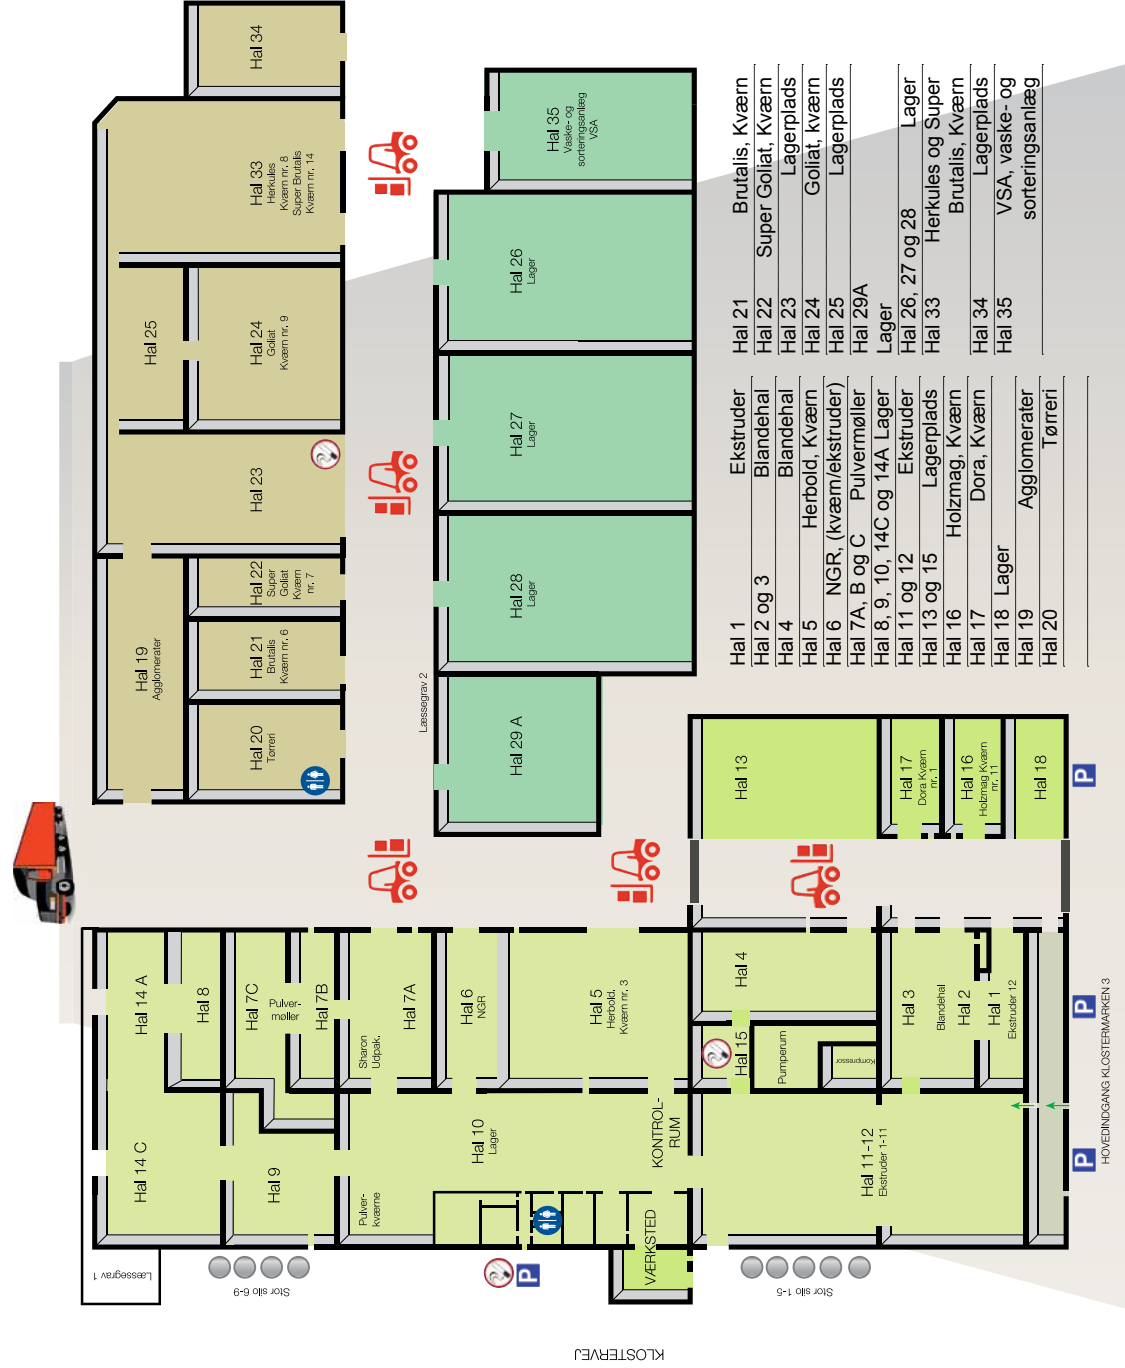 Hal 34
Hal 33
Herkules
Kværn nr. 8
Super Brutalis
Kværn nr. 14
Hal 25
Hal 24
Goliat
Kværn nr. 9
Hal 23
Hal 22
Super
Goliat
Kværn
nr. 7
Hal 21
Brutalis
Kværn nr. 6
Hal 20
Tørreri
Hal 19
Agglomerater
Hal 35
Vaske- og
sorteringsanlæg
VSA
Hal 26
Lager
Hal 27
Lager
Hal 28
Lager
Hal 29 A
Læssegrav 2
Hal 1 Ekstruder
Hal 2 og 3 Blandehal
Hal 4 Blandehal
Hal 5 Herbold, Kværn
Hal 6 NGR, (kværn/ekstruder)
Hal 7A, B og C Pulvermøller
Hal 8, 9, 10, 14C og 14A Lager
Hal 11 og 12 Ekstruder
Hal 13 og 15 Lagerplads
Hal 16 Holzmag, Kværn
Hal 17 Dora, Kværn
Hal 18 Lager
Hal 19 Agglomerater
Hal 20 Tørreri
Hal 21 Brutalis, Kværn
Hal 22 Super Goliat, Kværn
Hal 23 Lagerplads
Hal 24 Goliat, kværn
Hal 25 Lagerplads
Hal 29A
Lager
Hal 26, 27 og 28 Lager
Hal 33 Herkules og Super
Brutalis, Kværn
Hal 34 Lagerplads
Hal 35 VSA, vaske- og
sorteringsanlæg
Hal 13
Hal 17
Dora Kværn
nr. 1
Hal 16
Holzmag Kværn
nr. 11
Hal 18
P
Hal 14 A
Hal 8
Hal 7C
Pulver-
møller
Hal 7B
Sharon
Udpak.
Hal 7A
Hal 6
NGR
Hal 5
Herbold.
Kværn nr. 3
Hal 4
Hal 15
Pumperum
Kompressor
Hal 3
Blandehal
Hal 2
Hal 1
Ekstruder 12
P
Hal 14 C
Hal 9
Pulver-
kværne
Hal 10
Lager
KONTROL-
RUM
VÆRKSTED
Hal 11-12
Ekstruder 1-11
P
HOVEDINDGANG KLOSTERMARKEN 3
Læssegrav 1
Stor silo 6-9
P
Stor silo 1-5
KLOSTERVEJ